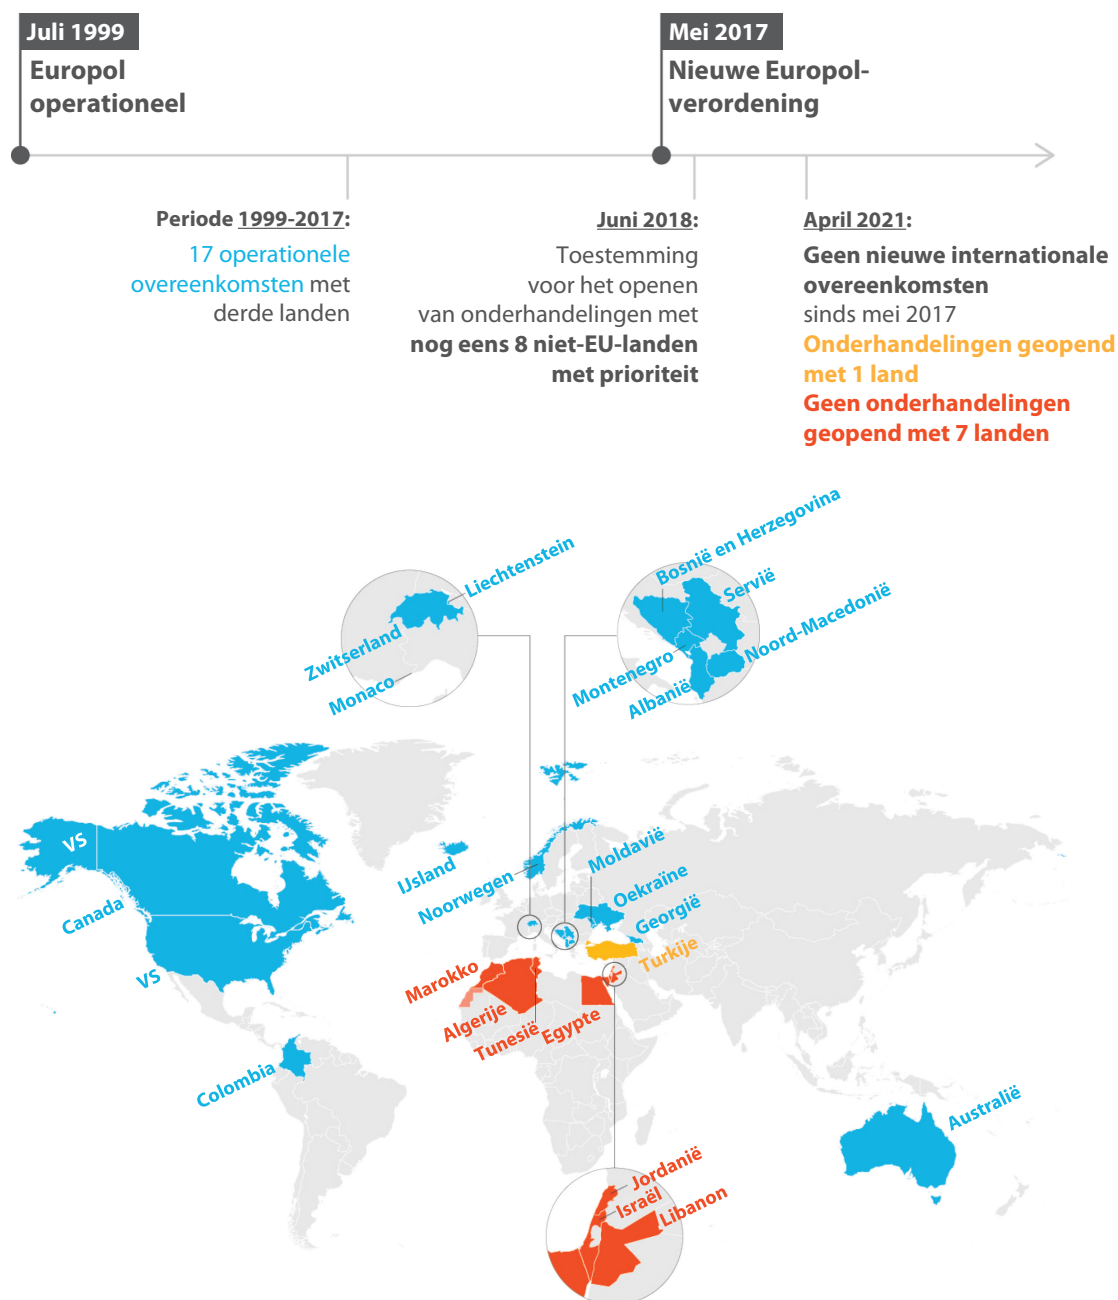 Juli 1999
Europol
operationeel
Mei 2017
Nieuwe Europol-
verordening
Periode 1999-2017:
17 operationele
overeenkomsten met
derde landen
Juni 2018:
Toestemming
voor het openen
van onderhandelingen met
nog eens 8 niet-EU-landen
met prioriteit
April 2021:
Geen nieuwe internationale
overeenkomsten
sinds mei 2017
Onderhandelingen geopend
met 1 land
Geen onderhandelingen
geopend met 7 landen
Liechtenstein
Zwitserland
Monaco
Bosnië en Herzegovina
Servië
Noord-Macedonië
Montenegro
Albanië
VS
Canada
VS
IJsland
Noorwegen
Moldavië
Oekraïne
Georgië
Turkije
Marokko
Algerije
Tunesië
Egypte
Colombia
Australië
Jordanië
Israël
Libanon